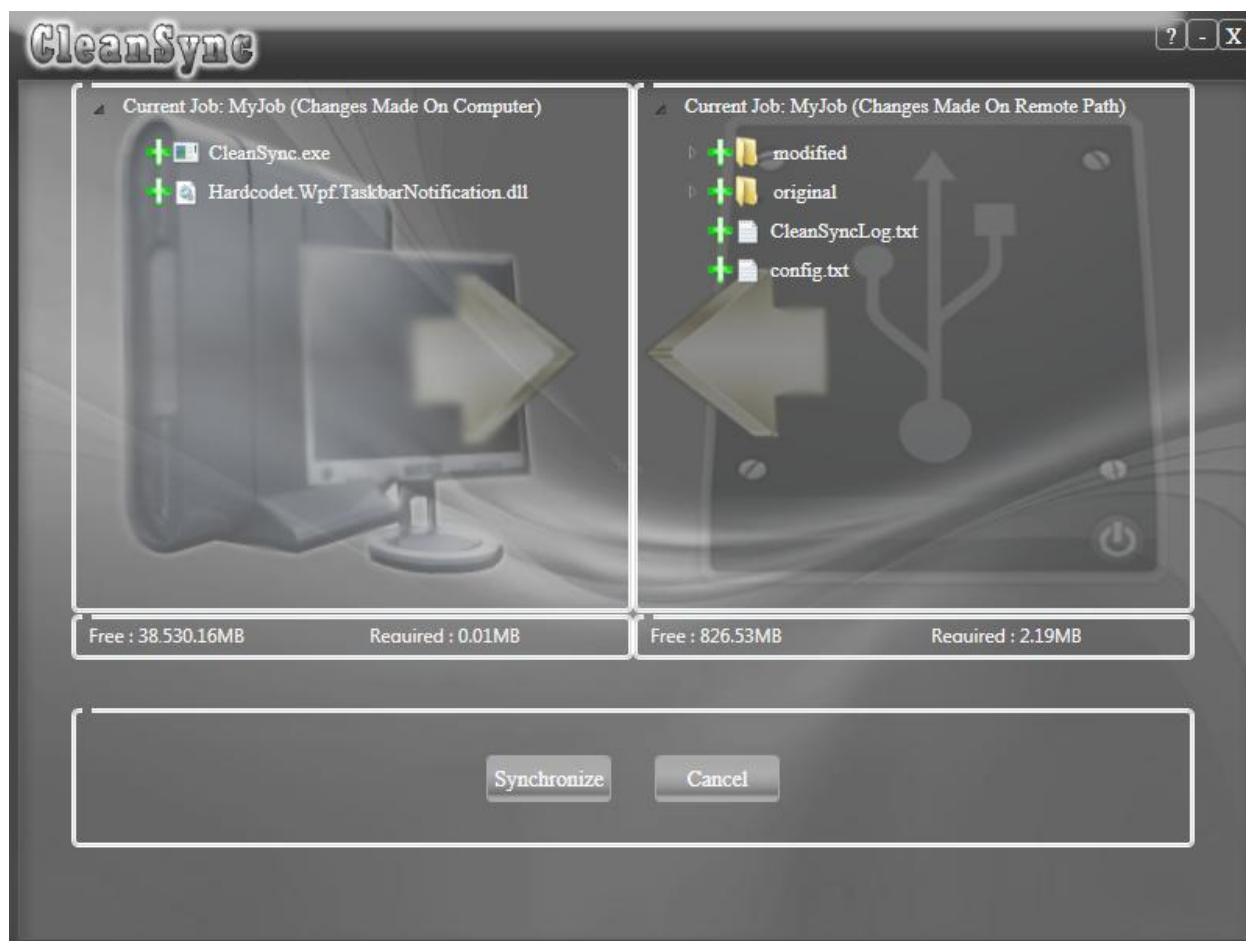 CleanSync
? - X
Current Job: MyJob (Changes Made On Computer)
CleanSync.exe
Hardcodet.Wpf.TaskbarNotification.dll
Free : 38,530.16MB Required : 0.01MB
Current Job: MyJob (Changes Made On Remote Path)
modified
original
CleanSyncLog.txt
config.txt
Free : 826.53MB Required : 2.19MB
Synchronize Cancel